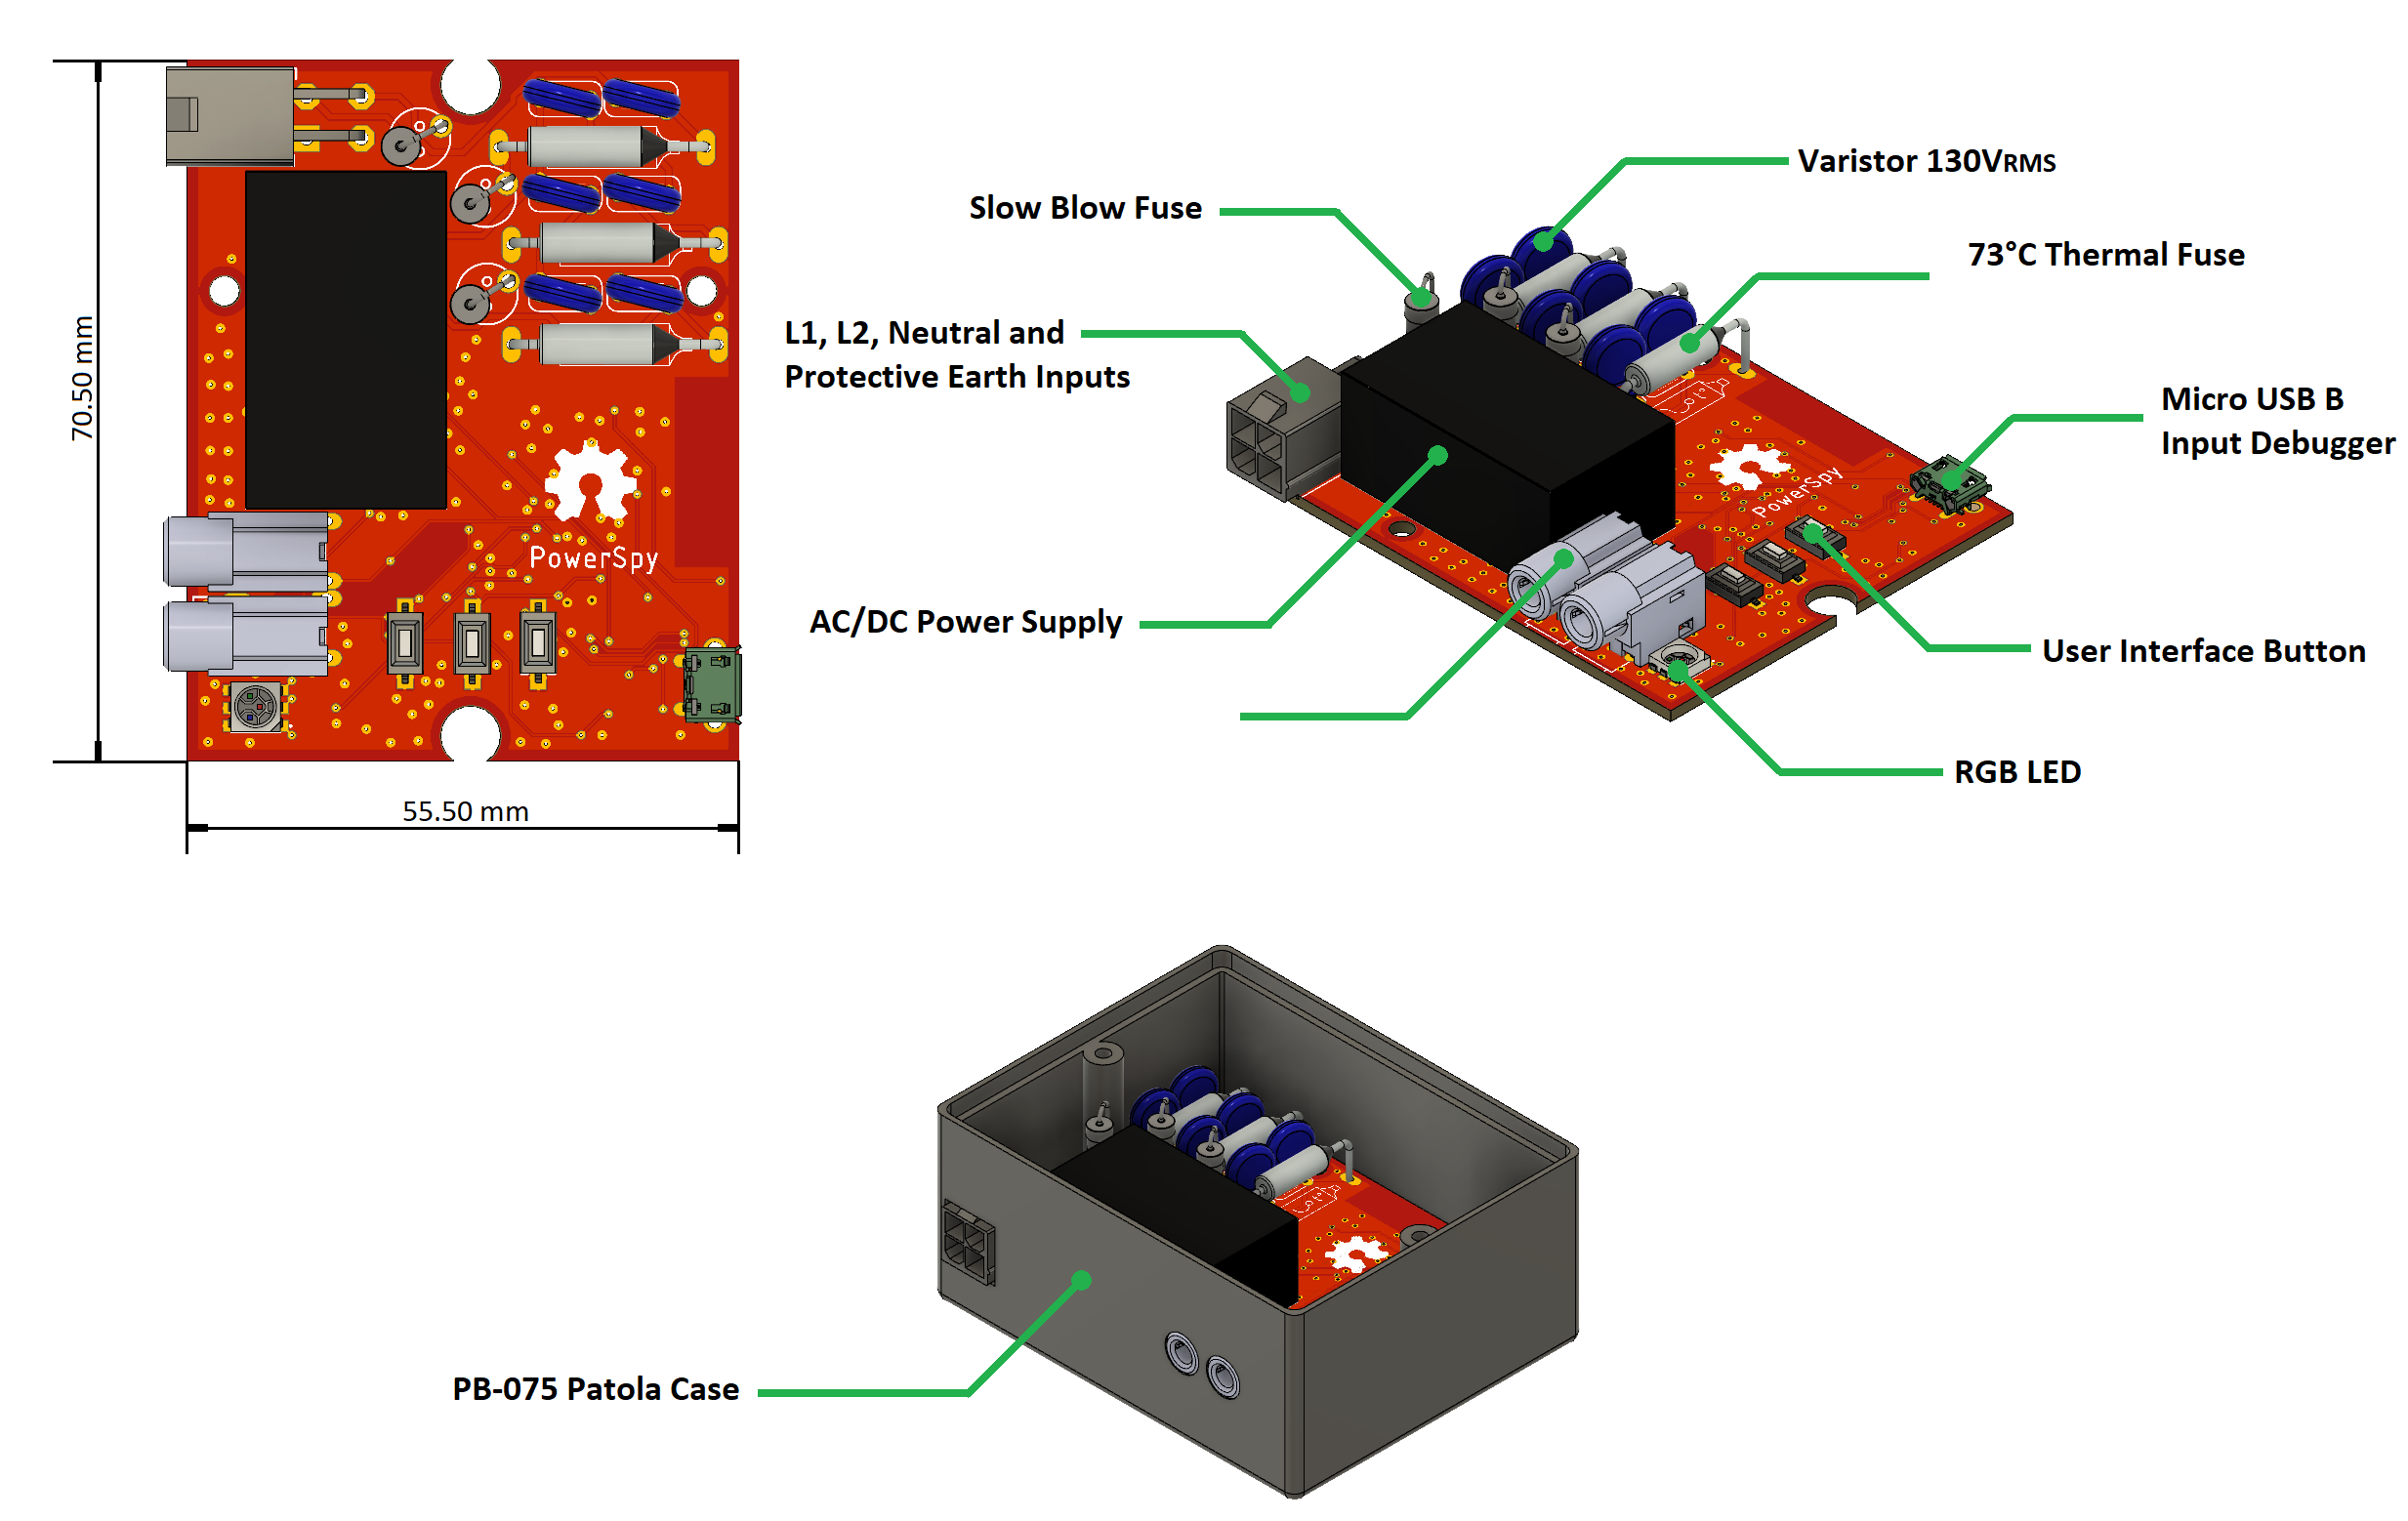 70.50 mm
PowerSpy
55.50 mm
Varistor 130VRMS
Slow Blow Fuse
73°C Thermal Fuse
L1, L2, Neutral and
Protective Earth Inputs
Micro USB B
Input Debugger
PowerSpy
AC/DC Power Supply
User Interface Button
RGB LED
PB-075 Patola Case